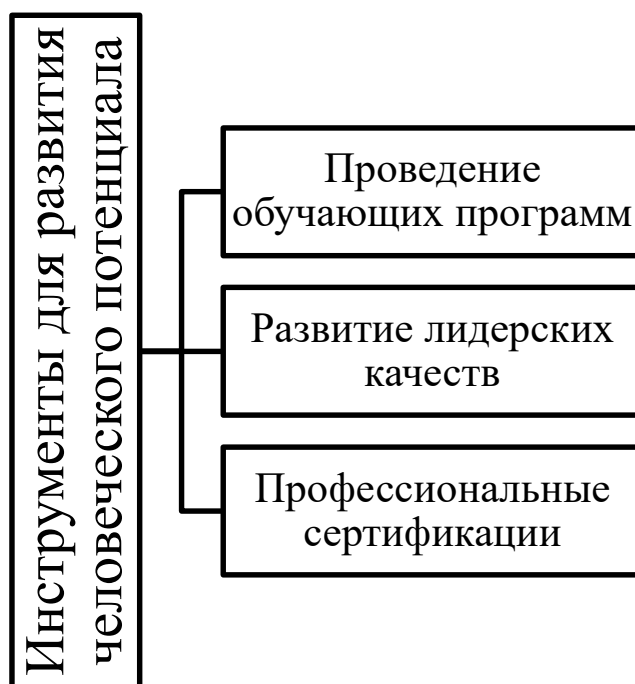 Инструменты для развития
человеческого потенциала
Проведение
обучающих программ
Развитие лидерских
качеств
Профессиональные
сертификации